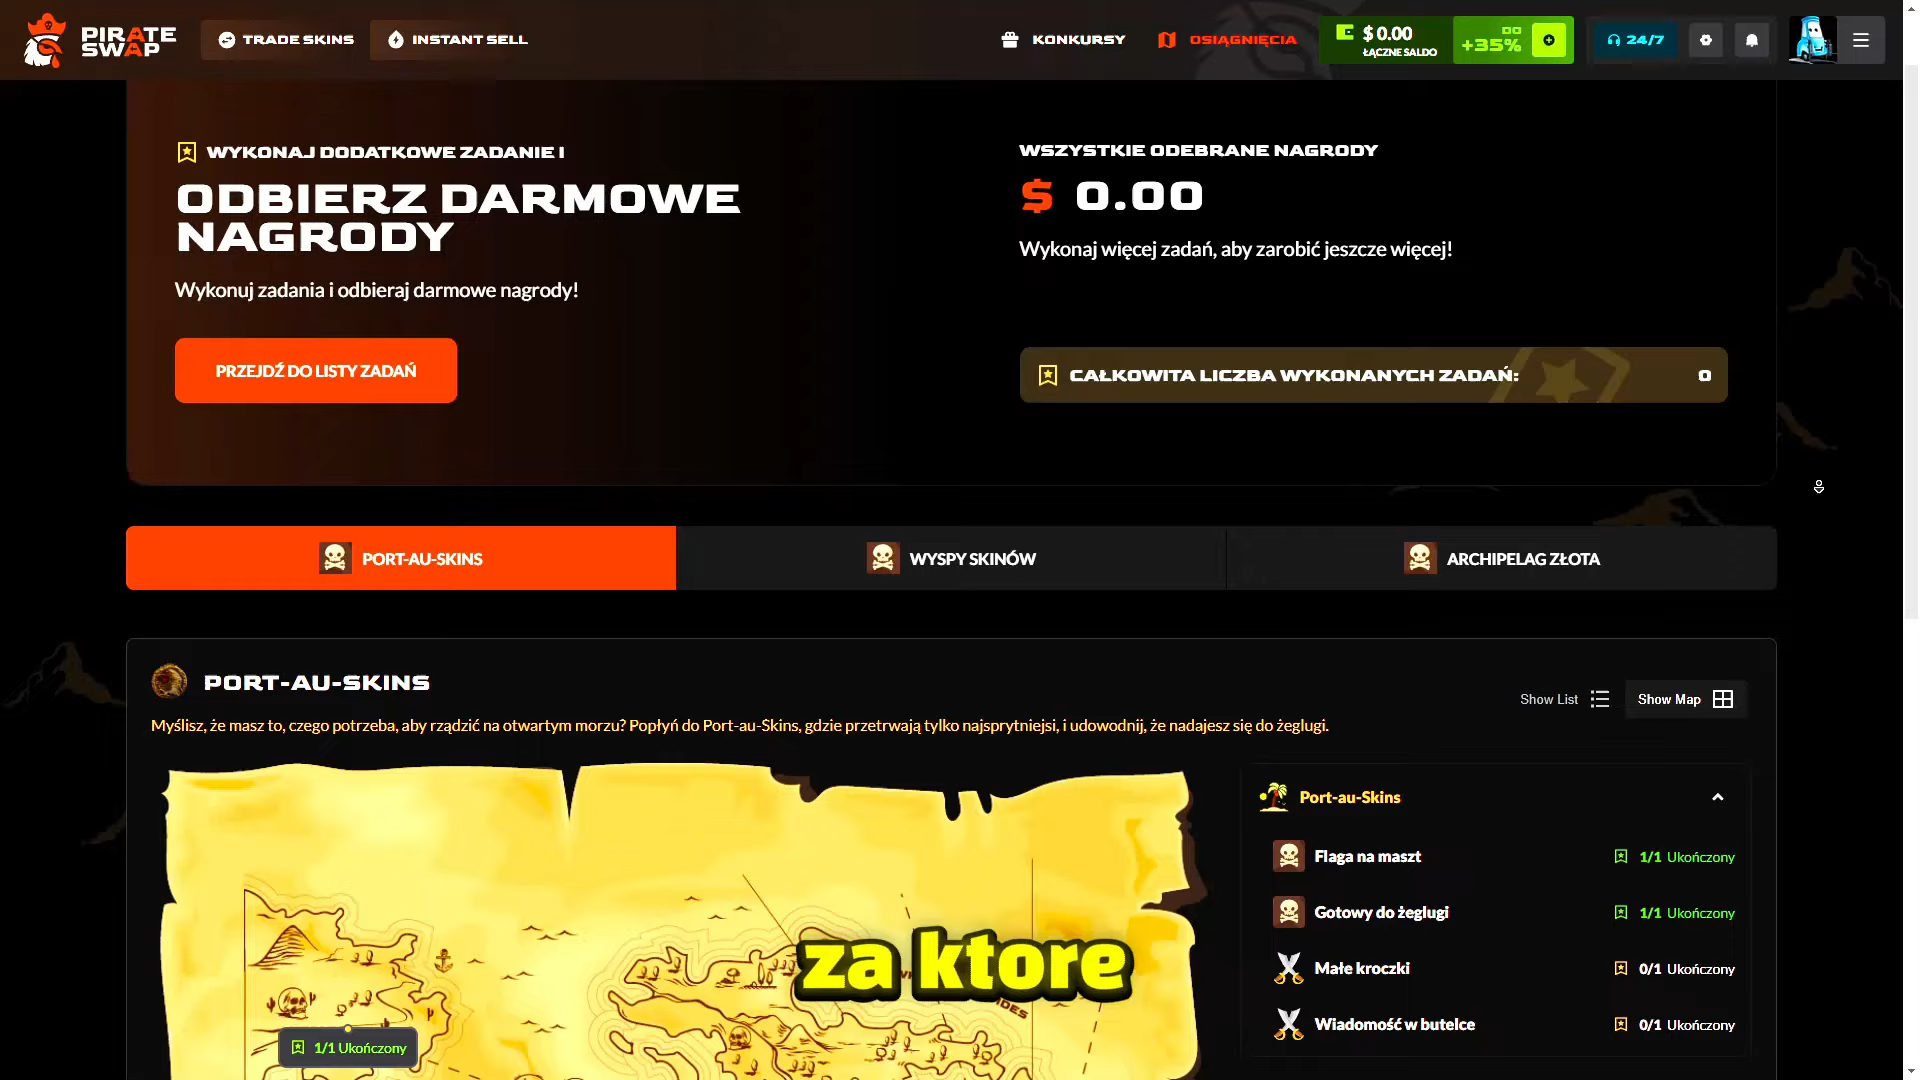 PIRATE
SWAP
TRADE SKINS
INSTANT SELL
KONKURSY
OSIĄGNIĘCIA
$ 0.00
ŁĄCZNE SALDO
+35%
24/7
WYKONAJ DODATKOWE ZADANIE I
ODBIERZ DARMOWE
NAGRODY
Wykonuj zadania i odbieraj darmowe nagrody!
PRZEJDŹ DO LISTY ZADAŃ
WSZYSTKIE ODEBRANE NAGRODY
$ 0.00
Wykonaj więcej zadań, aby zarobić jeszcze więcej!
CAŁKOWITA LICZBA WYKONANYCH ZADAŃ:
0
PORT-AU-SKINS
WYSPY SKINÓW
ARCHIPELAG ZŁOTA
PORT-AU-SKINS
Show List
Show Map
Myślisz, że masz to, czego potrzeba, aby rządzić na otwartym morzu? Popłyń do Port-au-Skins, gdzie przetrwają tylko najsprytniejsi, i udowodnij, że nadajesz się do żeglugi.
Port-au-Skins
Flaga na maszt
1/1 Ukończony
Gotowy do żeglugi
1/1 Ukończony
Małe kroczki
0/1 Ukończony
Wiadomość w butelce
0/1 Ukończony
za ktore
1/1 Ukończony